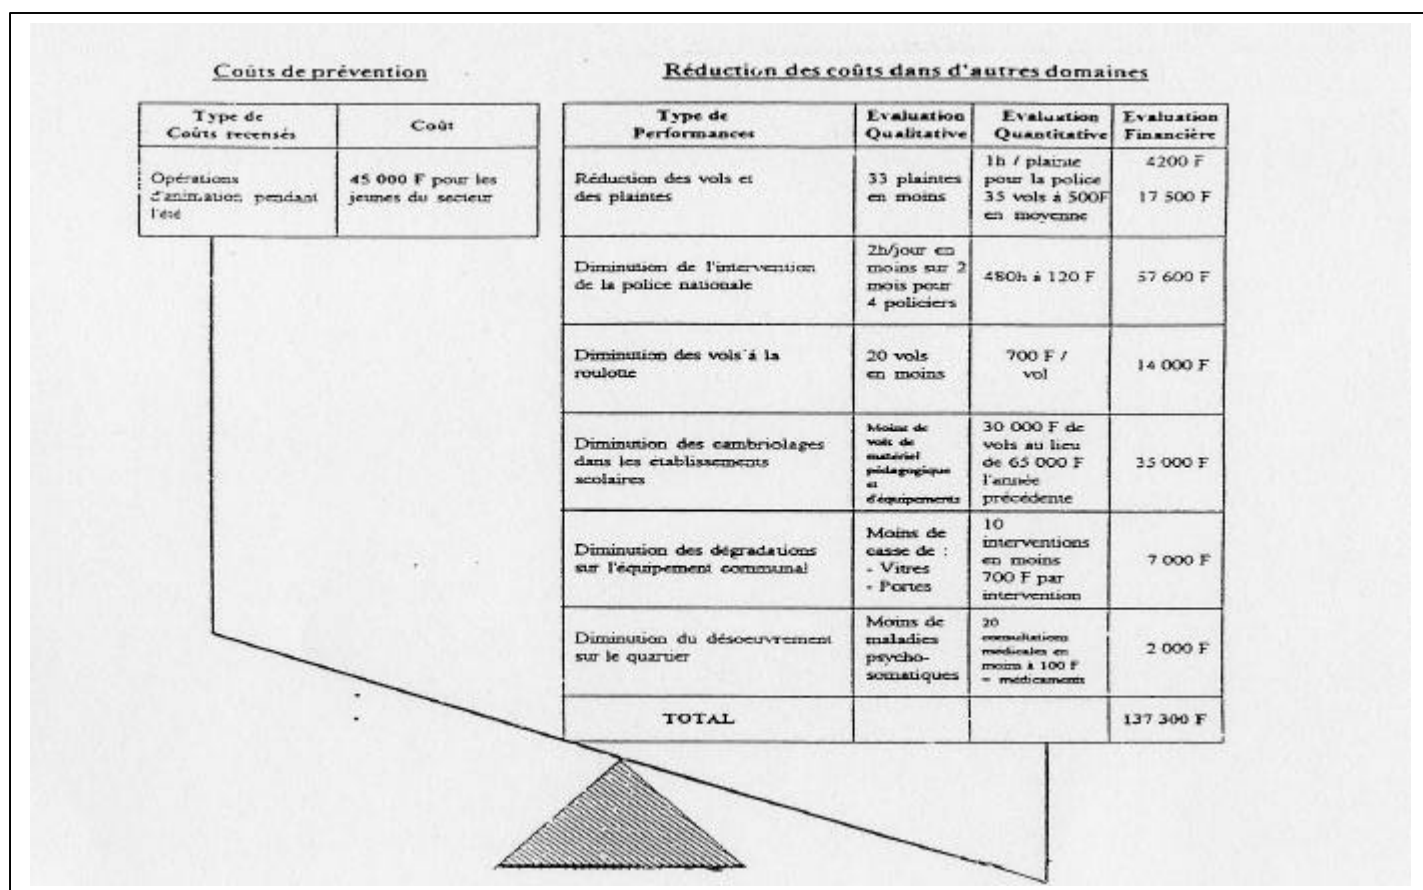 Coûts de prévention
Type de
Coûts recensés
Coût
Opérations
d'animation pendant
l'été
45 000 F pour les
jeunes du secteur
Réduction des coûts dans d'autres domaines
Type de
Performances
Evaluation
Qualitative
Evaluation
Quantitative
Evaluation
Financière
Réduction des vols et
des plaintes
33 plaintes
en moins
1h / plainte
pour la police
35 vols à 500F
en moyenne
4200 F
17 500 F
Diminution de l'intervention
de la police nationale
2h/jour en
moins sur 2
mois pour
4 policiers
480h à 120 F
57 600 F
Diminution des vols à la
roulotte
20 vols
en moins
700 F /
vol
14 000 F
Diminution des cambriolages
dans les établissements
scolaires
Moins de
vols de
matériel
pédagogique
et
d'équipements
30 000 F de
vols au lieu
de 65 000 F
l'année
précédente
35 000 F
Diminution des dégradations
sur l'équipement communal
Moins de
casse de :
- Vitres
- Portes
10
interventions
en moins
700 F par
intervention
7 000 F
Diminution du désoeuvrement
sur le quartier
Moins de
maladies
psycho-
somatiques
20
consultations
médicales en
moins à 100 F
médicaments
2 000 F
TOTAL
137 300 F